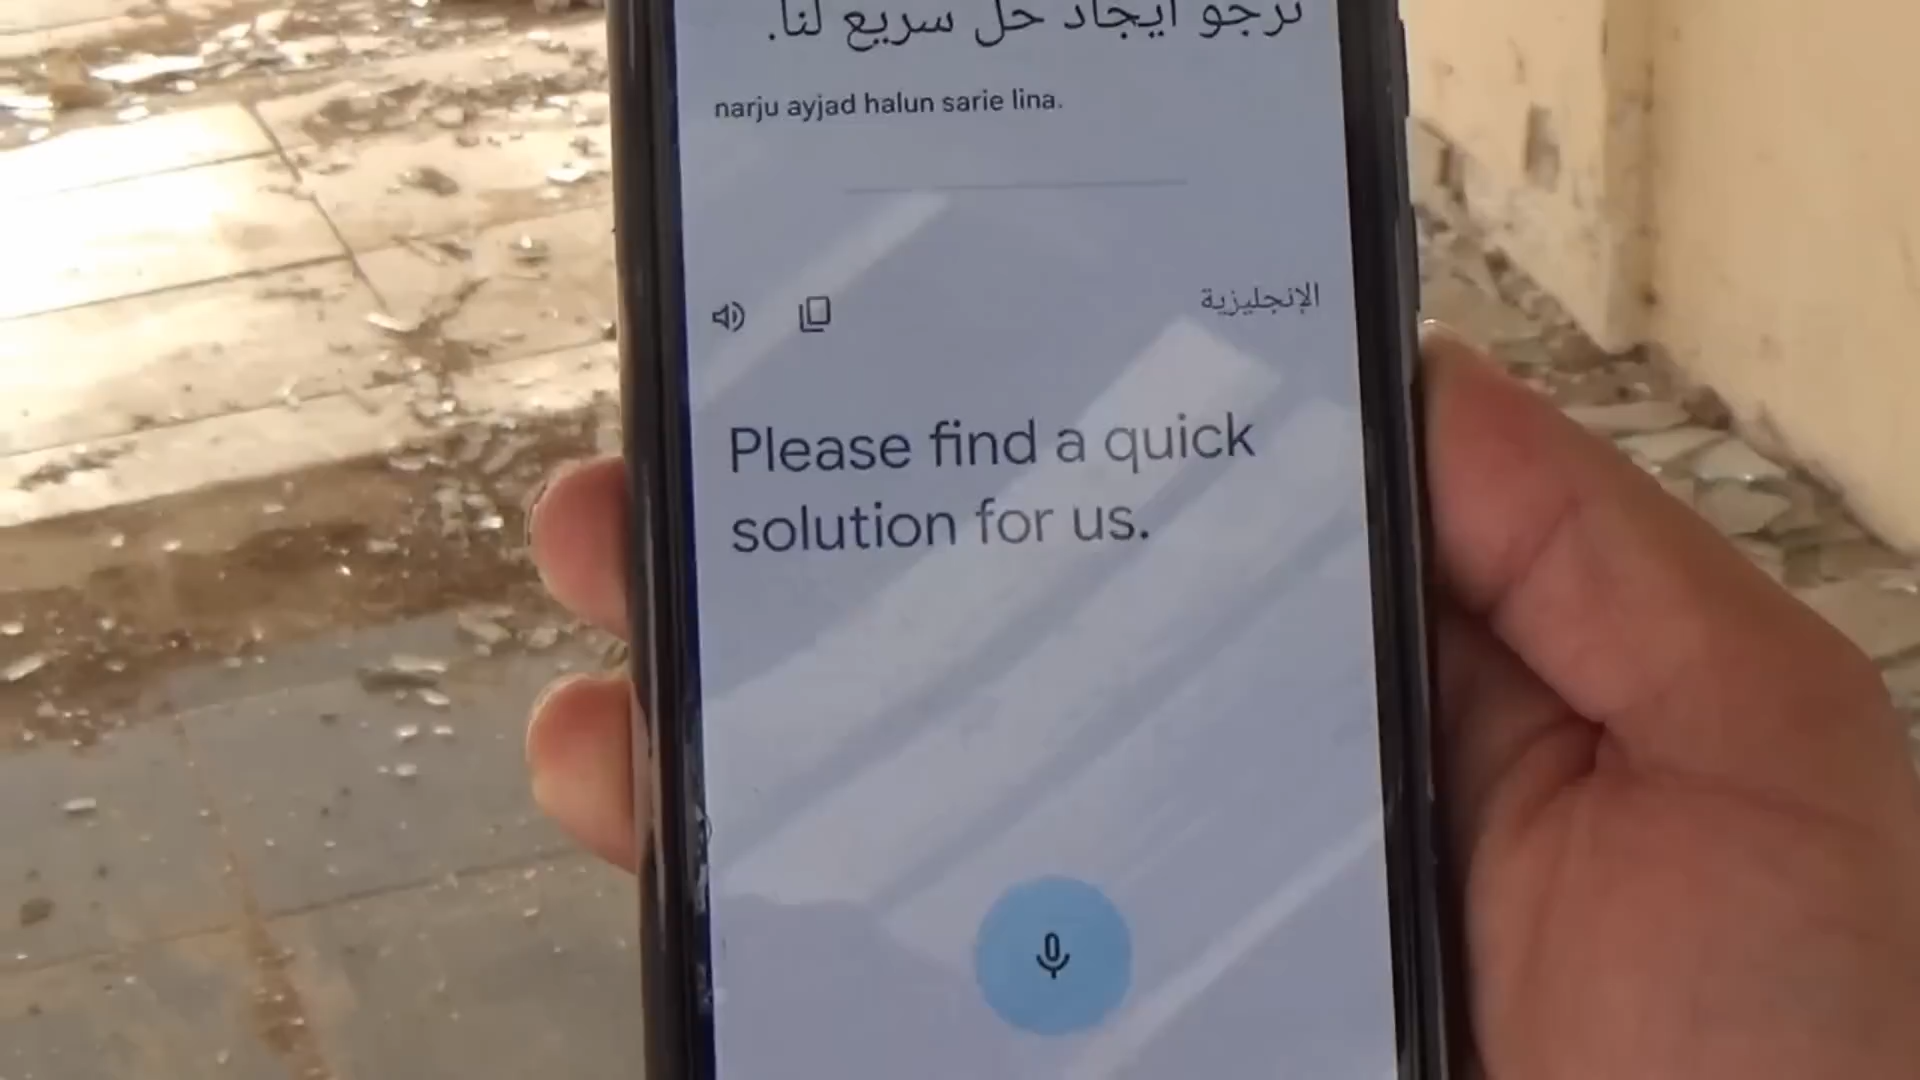 نرجو ايجاد حل سريع لنا.
narju ayjad halun sarie lina.
الإنجليزية
Please find a quick
solution for us.